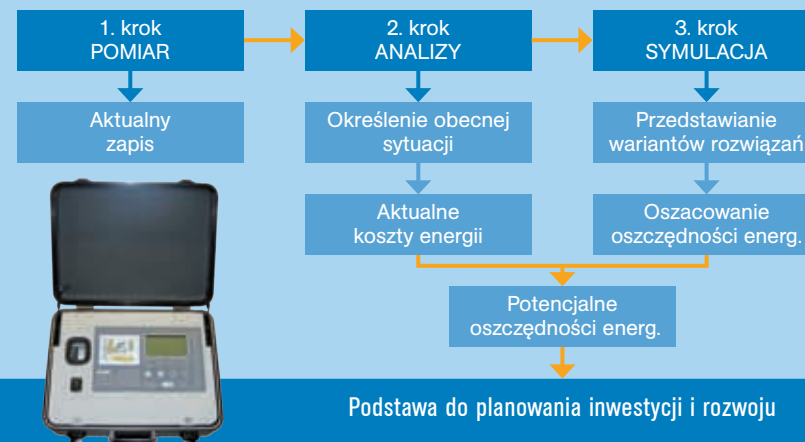 1. krok
POMIAR
2. krok
ANALIZY
3. krok
SYMULACJA
Aktualny
zapis
Określenie obecnej
sytuacji
Przedstawianie
wariantów rozwiązań
Aktualne
koszty energii
Oszacowanie
oszczędności energ.
Potencjalne
oszczędności energ.
Podstawa do planowania inwestycji i rozwoju